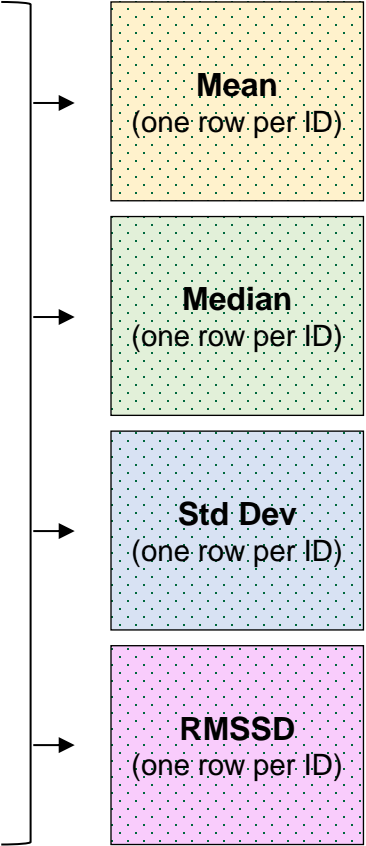 Mean
(one row per ID)
Median
(one row per ID)
Std Dev
(one row per ID)
RMSSD
(one row per ID)